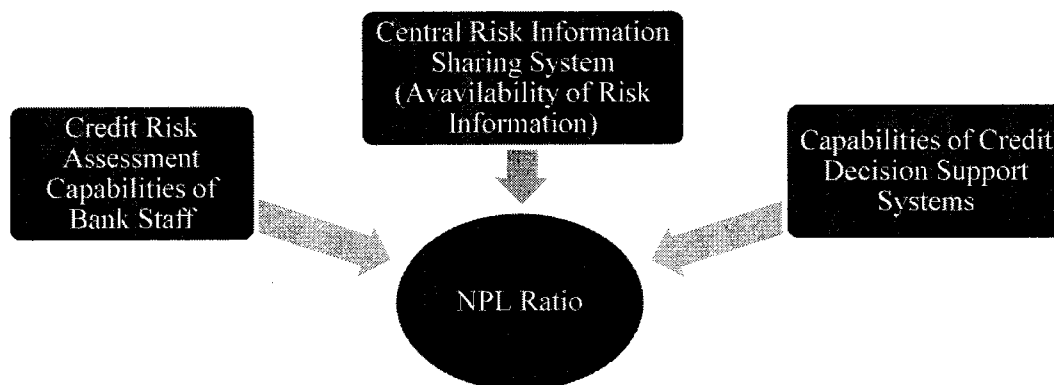 Central Risk Information
Sharing System
(Avavilability of Risk
Information)
Credit Risk
Assessment
Capabilities of
Bank Staff
Capabilities of Credit
Decision Support
Systems
NPL Ratio